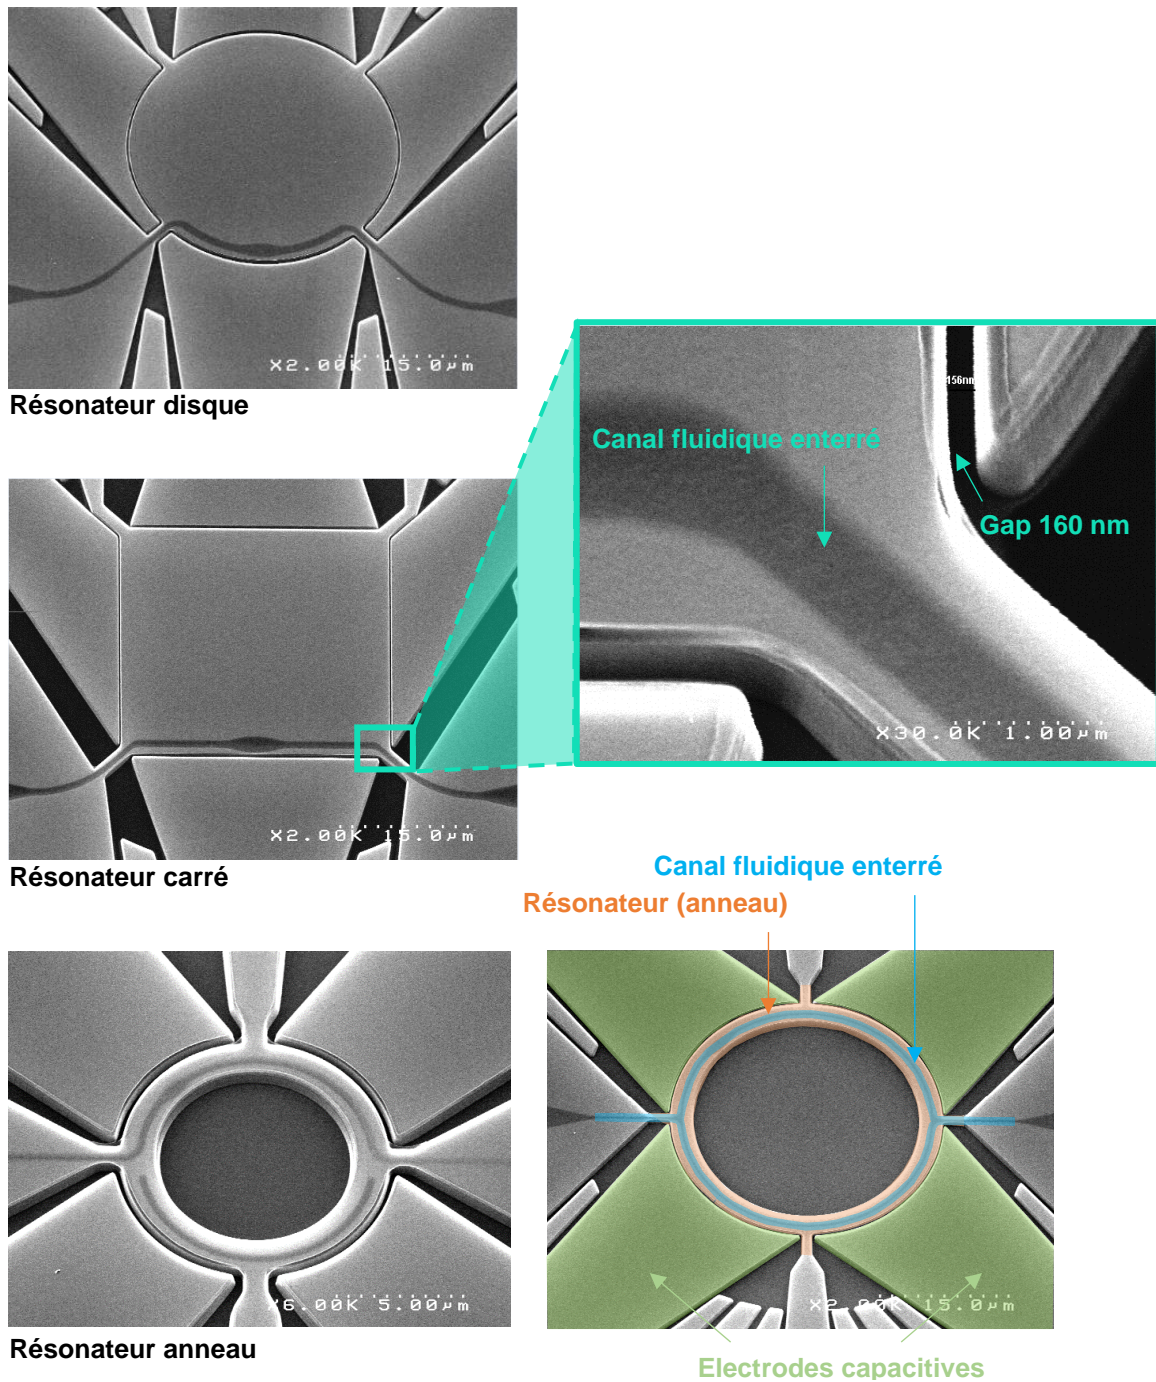 X2.00K 15.0µm
Résonateur disque
156nm
Canal fluidique enterré
Gap 160 nm
X30.0K 1.00µm
X2.00K 15.0µm
Résonateur carré
Canal fluidique enterré
Résonateur (anneau)
X6.00K 5.00µm
X2.00K 15.0µm
Résonateur anneau
Electrodes capacitives